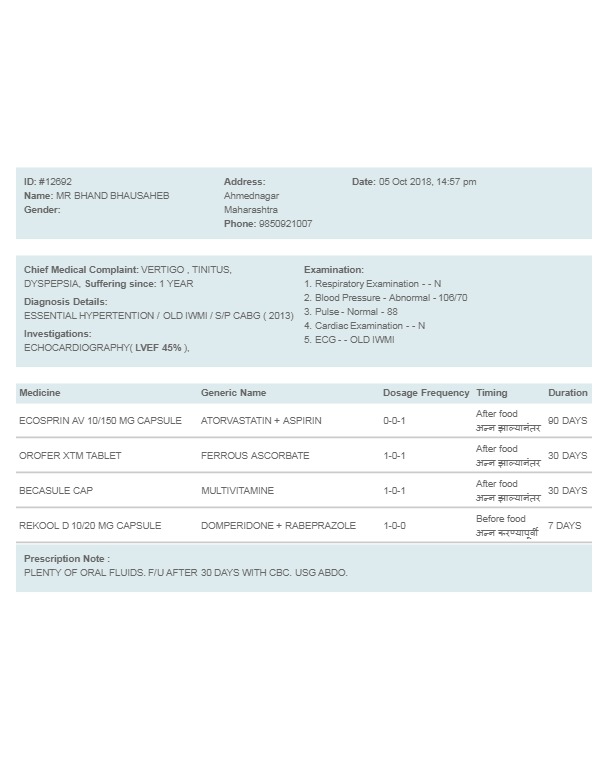 ID: #12692
Name: MR BHAND BHAUSAHEB
Gender:
Address:
Ahmednagar
Maharashtra
Phone: 9850921007
Date: 05 Oct 2018, 14:57 pm
Chief Medical Complaint: VERTIGO , TINITUS,
DYSPEPSIA, Suffering since: 1 YEAR
Diagnosis Details:
ESSENTIAL HYPERTENTION / OLD IWMI / S/P CABG ( 2013)
Investigations:
ECHOCARDIOGRAPHY( LVEF 45% ),
Examination:
1. Respiratory Examination - - N
2. Blood Pressure - Abnormal - 106/70
3. Pulse - Normal - 88
4. Cardiac Examination - - N
5. ECG - - OLD IWMI
Medicine Generic Name Dosage Frequency Timing Duration
ECOSPRIN AV 10/150 MG CAPSULE ATORVASTATIN + ASPIRIN 0-0-1 After food 90 DAYS
अन्न झाल्यानंतर
OROFER XTM TABLET FERROUS ASCORBATE 1-0-1 After food 30 DAYS
अन्न झाल्यानंतर
BECASULE CAP MULTIVITAMINE 1-0-1 After food 30 DAYS
अन्न झाल्यानंतर
REKOOL D 10/20 MG CAPSULE DOMPERIDONE + RABEPRAZOLE 1-0-0 Before food 7 DAYS
अन्न करण्यापूर्वी
Prescription Note :
PLENTY OF ORAL FLUIDS. F/U AFTER 30 DAYS WITH CBC. USG ABDO.